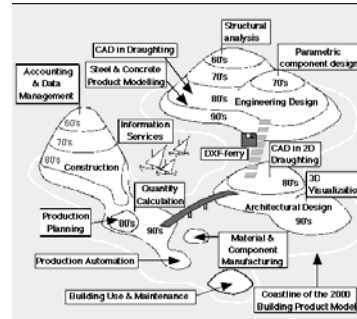 Structural
analysis
CAD in Draughting
Parametric
component design
Steel & Concrete
Product Modelling
60's
70's
70's
80's
Engineering Design
90's
Accounting
& Data
Management
60's
70's
80's
Construction
Information
Services
DXF-ferry
CAD in 2D
Draughting
3D
Visualization
80's
Architectural Design
90's
Quantity
Calculation
Production
Planning
80's
90's
Production Automation
Material &
Component
Manufacturing
Building Use & Maintenance
Coastline of the 2000
Building Product Model